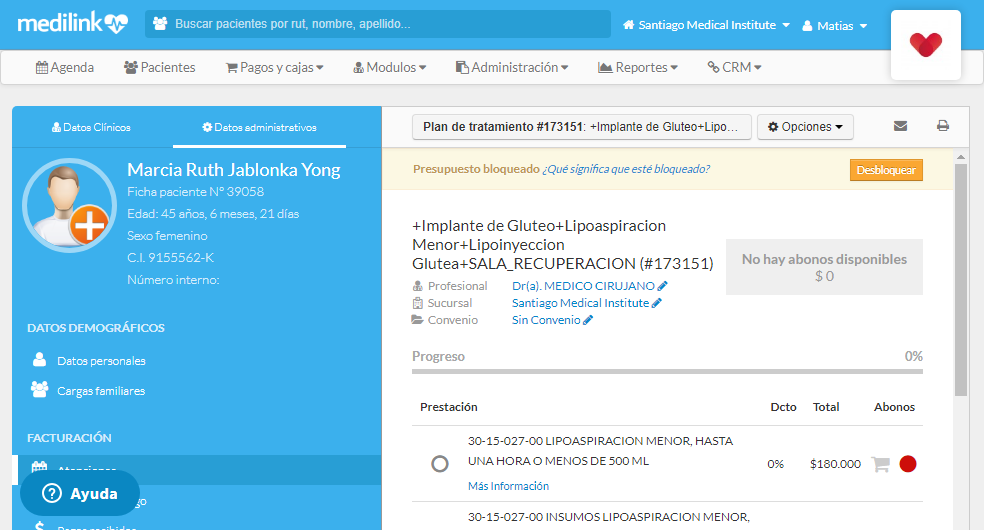 medilink
Buscar pacientes por rut, nombre, apellido...
Santiago Medical Institute
Matias
Agenda
Pacientes
Pagos y cajas
Modulos
Administración
Reportes
CRM
Datos Clínicos
Datos administrativos
Marcia Ruth Jablonka Yong
Ficha paciente N° 39058
Edad: 45 años, 6 meses, 21 días
Sexo femenino
C.I. 9155562-K
Número interno:
DATOS DEMOGRÁFICOS
Datos personales
Cargas familiares
FACTURACIÓN
Atenciones
Ayuda
Pagos recibidos
Plan de tratamiento #173151: +Implante de Gluteo+Lipo...
Opciones
Presupuesto bloqueado ¿Qué significa que esté bloqueado?
Desbloquear
+Implante de Gluteo+Lipoaspiracion
Menor+Lipoinyeccion
Glutea+SALA_RECUPERACION (#173151)
Profesional Dr(a). MEDICO CIRUJANO
Sucursal Santiago Medical Institute
Convenio Sin Convenio
No hay abonos disponibles
$ 0
Progreso 0%
Prestación Dcto Total Abonos
30-15-027-00 LIPOASPIRACION MENOR, HASTA
UNA HORA O MENOS DE 500 ML
0% $180.000
Más Información
30-15-027-00 INSUMOS LIPOASPIRACION MENOR,